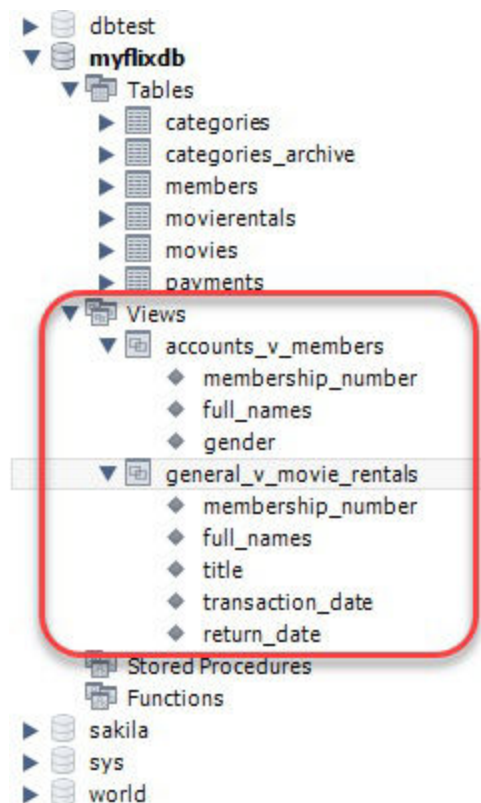 dbtest
myflixdb
Tables
categories
categories_archive
members
movierentals
movies
payments
Views
accounts_v_members
membership_number
full_names
gender
general_v_movie_rentals
membership_number
full_names
title
transaction_date
return_date
Stored Procedures
Functions
sakila
sys
world